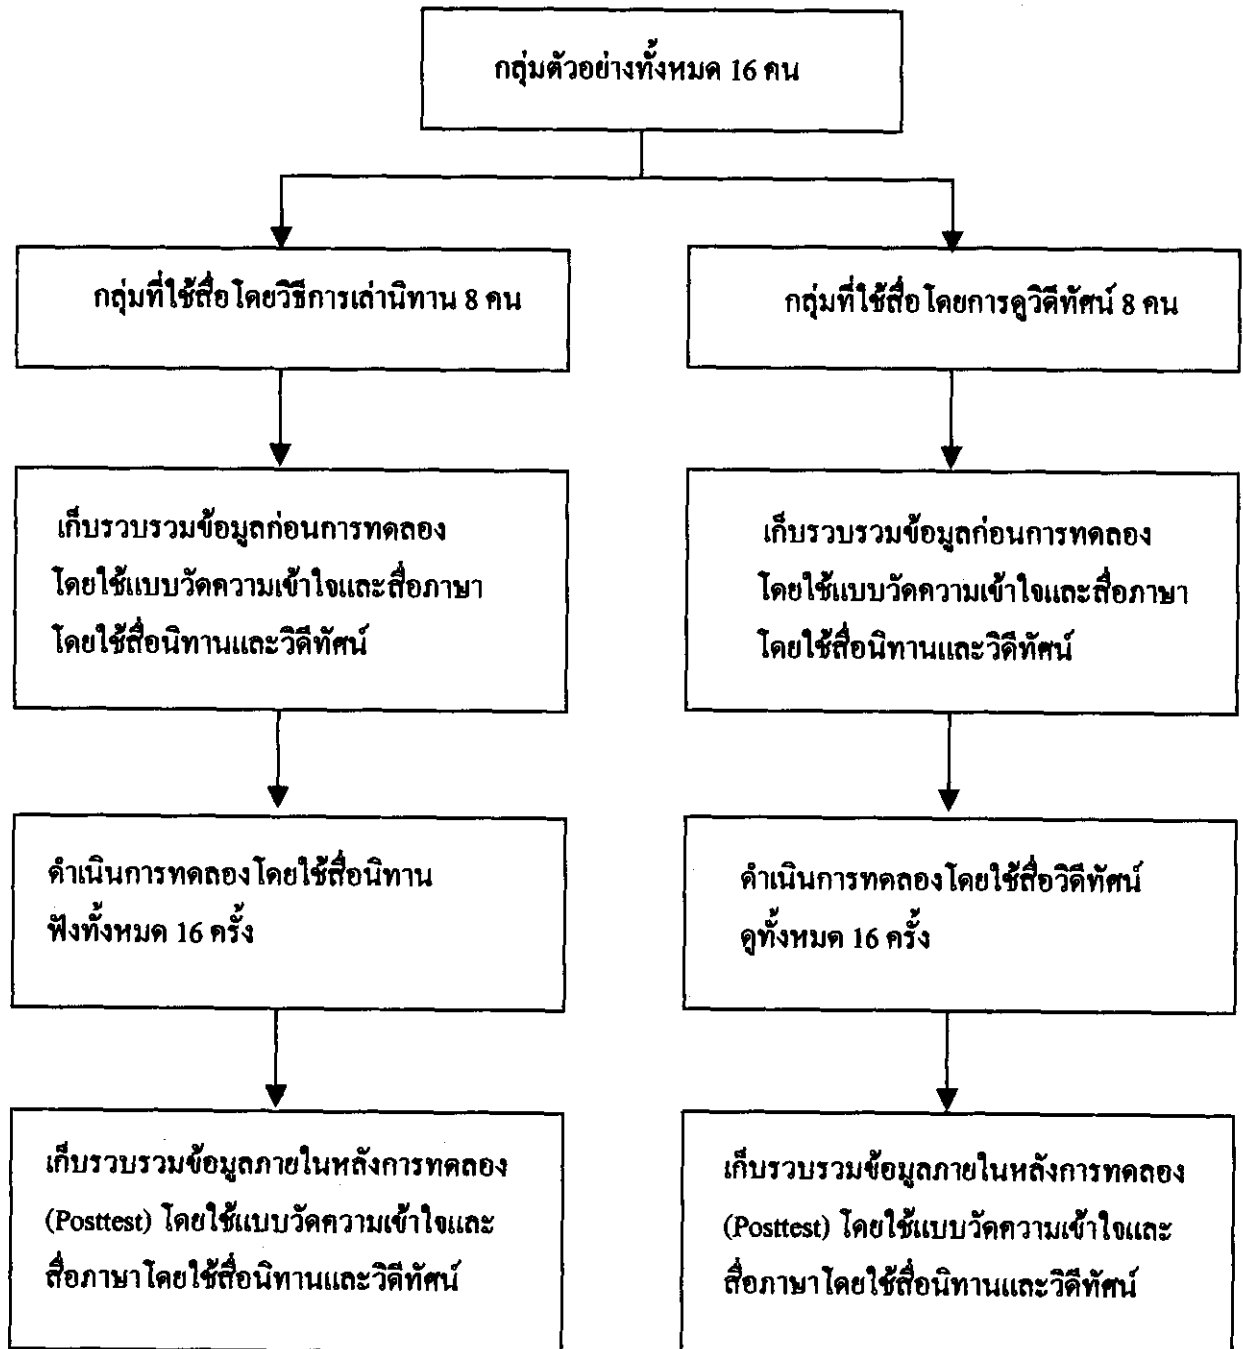 กลุ่มตัวอย่างทั้งหมด 16 คน
กลุ่มที่ใช้สื่อโดยวิธีการเล่านิทาน 8 คน
กลุ่มที่ใช้สื่อโดยการดูวิดีทัศน์ 8 คน
เก็บรวบรวมข้อมูลก่อนการทดลอง
โดยใช้แบบวัดความเข้าใจและสื่อภาษา
โดยใช้สื่อนิทานและวิดีทัศน์
เก็บรวบรวมข้อมูลก่อนการทดลอง
โดยใช้แบบวัดความเข้าใจและสื่อภาษา
โดยใช้สื่อนิทานและวิดีทัศน์
ดำเนินการทดลองโดยใช้สื่อนิทาน
ฟังทั้งหมด 16 ครั้ง
ดำเนินการทดลองโดยใช้สื่อวิดีทัศน์
ดูทั้งหมด 16 ครั้ง
เก็บรวบรวมข้อมูลภายในหลังการทดลอง
(Posttest) โดยใช้แบบวัดความเข้าใจและ
สื่อภาษาโดยใช้สื่อนิทานและวิดีทัศน์
เก็บรวบรวมข้อมูลภายในหลังการทดลอง
(Posttest) โดยใช้แบบวัดความเข้าใจและ
สื่อภาษาโดยใช้สื่อนิทานและวิดีทัศน์